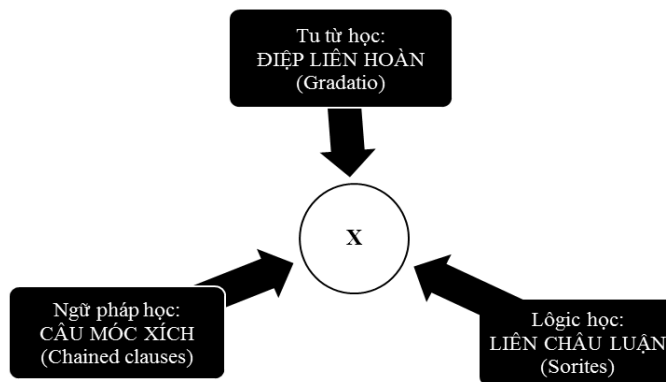 Tu từ học:
ĐIỆP LIÊN HOÀN
(Gradatio)
X
Ngữ pháp học:
CÂU MÓC XÍCH
(Chained clauses)
Lôgic học:
LIÊN CHÂU LUẬN
(Sorites)